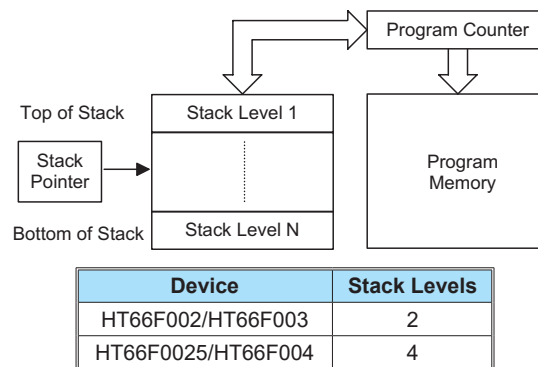 Program Counter
Top of Stack
Stack Level 1
Stack
Pointer
Program
Memory
Bottom of Stack
Stack Level N
Device Stack Levels
HT66F002/HT66F003 2
HT66F0025/HT66F004 4